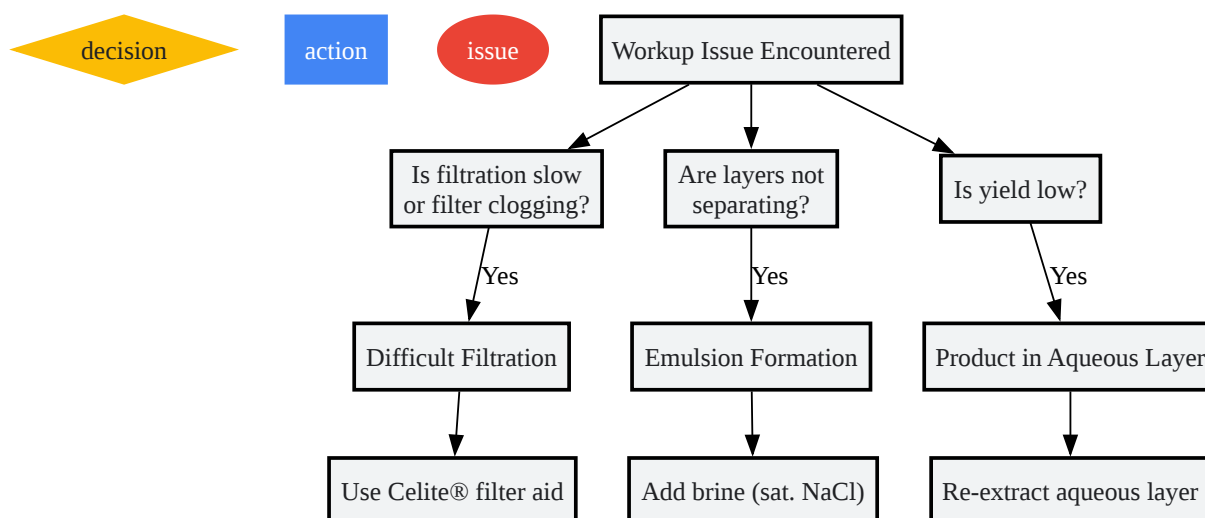 decision
action
issue
Workup Issue Encountered
Is filtration slow
or filter clogging?
Are layers not
separating?
Is yield low?
Yes
Yes
Yes
Difficult Filtration
Emulsion Formation
Product in Aqueous Layer
Use Celite® filter aid
Add brine (sat. NaCl)
Re-extract aqueous layer